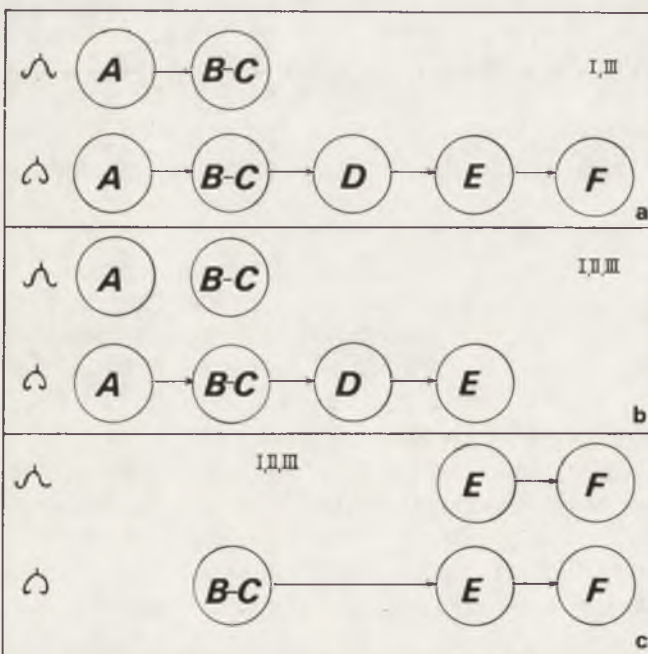 A B-C I,III
A B-C D E F
a
A B-C I,II,III
A B-C D E
b
I,II,III E F
B-C E F
c